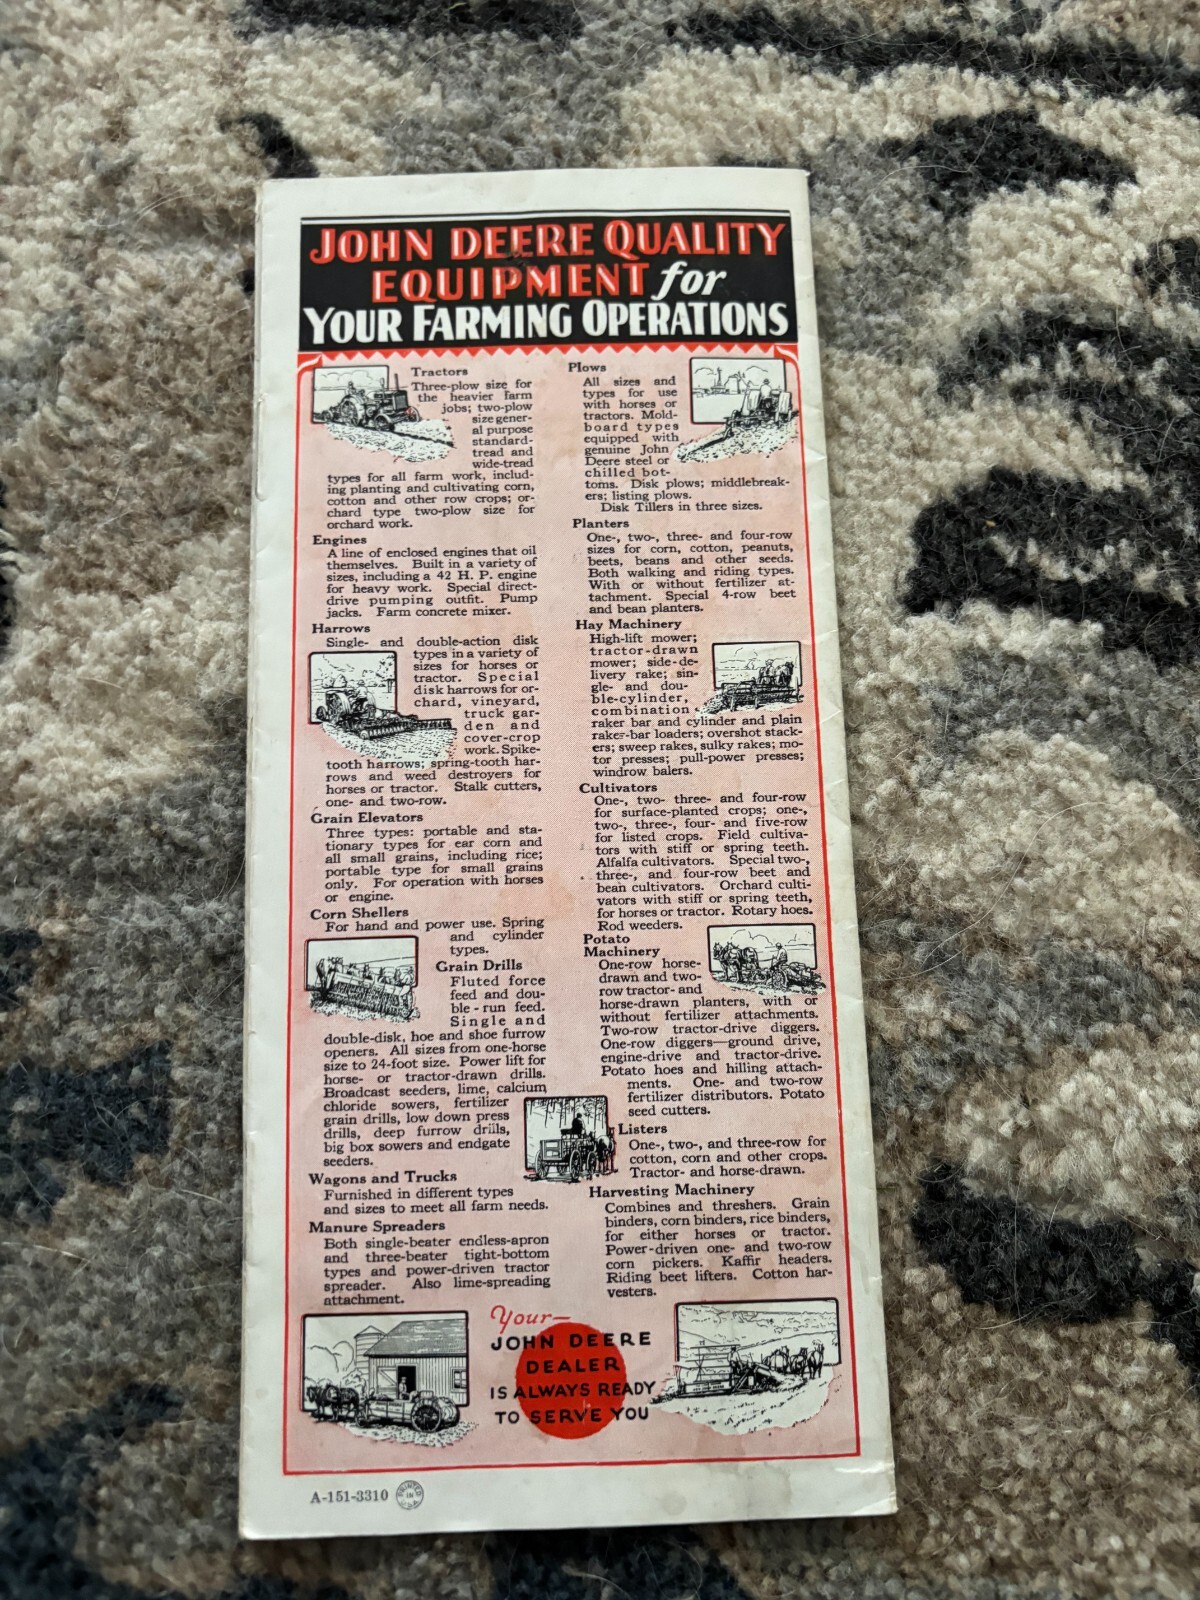 JOHN DEERE QUALITY
EQUIPMENT for
YOUR FARMING OPERATIONS
Tractors
Three-plow size for
the heavier farm
jobs; two-plow
size gener-
al purpose
standard-
tread and
wide-tread
types for all farm work, includ-
ing planting and cultivating corn,
cotton and other row crops; or-
chard type two-plow size for
orchard work.
Engines
A line of enclosed engines that oil
themselves. Built in a variety of
sizes, including a 42 H. P. engine
for heavy work. Special direct-
drive pumping outfit. Pump
jacks. Farm concrete mixer.
Harrows
Single- and double-action disk
types in a variety of
sizes for horses or
tractor. Special
disk harrows for or-
chard, vineyard,
truck gar-
den and
cover-crop
work. Spike-
tooth harrows; spring-tooth har-
rows and weed destroyers for
horses or tractor. Stalk cutters,
one- and two-row.
Grain Elevators
Three types: portable and sta-
tionary types for ear corn and
all small grains, including rice;
portable type for small grains
only. For operation with horses
or engine.
Corn Shellers
For hand and power use. Spring
and cylinder
types.
Grain Drills
Fluted force
feed and dou-
ble-run feed.
Single and
double-disk, hoe and shoe furrow
openers. All sizes from one-horse
size to 24-foot size. Power lift for
horse- or tractor-drawn drills.
Broadcast seeders, lime, calcium
chloride sowers, fertilizer
grain drills, low down press
drills, deep furrow drills,
big box sowers and endgate
seeders.
Wagons and Trucks
Furnished in different types
and sizes to meet all farm needs.
Manure Spreaders
Both single-beater endless-apron
and three-beater tight-bottom
types and power-driven tractor
spreader. Also lime-spreading
attachment.
Plows
All sizes and
types for use
with horses or
tractors. Mold-
board types
equipped with
genuine John
Deere steel or
chilled bot-
toms. Disk plows; middlebreak-
ers; listing plows.
Disk Tillers in three sizes.
Planters
One-, two-, three- and four-row
sizes for corn, cotton, peanuts,
beets, beans and other seeds.
Both walking and riding types.
With or without fertilizer at-
tachment. Special 4-row beet
and bean planters.
Hay Machinery
High-lift mower;
tractor-drawn
mower; side-de-
livery rake; sin-
gle- and dou-
ble-cylinder,
combination
raker bar and cylinder and plain
raker-bar loaders; overshot stack-
ers; sweep rakes, sulky rakes; mo-
tor presses; pull-power presses;
windrow balers.
Cultivators
One-, two- three- and four-row
for surface-planted crops; one-,
two-, three-, four- and five-row
for listed crops. Field cultiva-
tors with stiff or spring teeth.
Alfalfa cultivators. Special two-,
three-, and four-row beet and
bean cultivators. Orchard culti-
vators with stiff or spring teeth,
for horses or tractor. Rotary hoes.
Rod weeders.
Potato
Machinery
One-row horse-
drawn and two-
row tractor- and
horse-drawn planters, with or
without fertilizer attachments.
Two-row tractor-drive diggers.
One-row diggers—ground drive,
engine-drive and tractor-drive.
Potato hoes and hilling attach-
ments. One- and two-row
fertilizer distributors. Potato
seed cutters.
Listers
One-, two-, and three-row for
cotton, corn and other crops.
Tractor- and horse-drawn.
Harvesting Machinery
Combines and threshers. Grain
binders, corn binders, rice binders,
for either horses or tractor.
Power-driven one- and two-row
corn pickers. Kaffir headers.
Riding beet lifters. Cotton har-
vesters.
Your—
JOHN DEERE
DEALER
IS ALWAYS READY
TO SERVE YOU
A-151-3310
PRINTED
IN